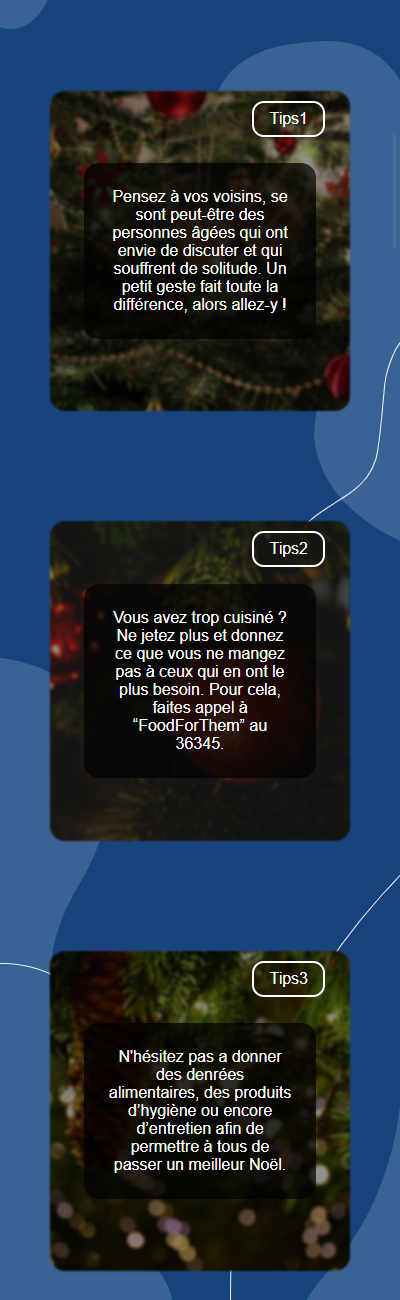 Tips1
Pensez à vos voisins, se
sont peut-être des
personnes âgées qui ont
envie de discuter et qui
souffrent de solitude. Un
petit geste fait toute la
différence, alors allez-y !
Tips2
Vous avez trop cuisiné ?
Ne jetez plus et donnez
ce que vous ne mangez
pas à ceux qui en ont le
plus besoin. Pour cela,
faites appel à
“FoodForThem” au
36345.
Tips3
N'hésitez pas a donner
des denrées
alimentaires, des produits
d’hygiène ou encore
d’entretien afin de
permettre à tous de
passer un meilleur Noël.